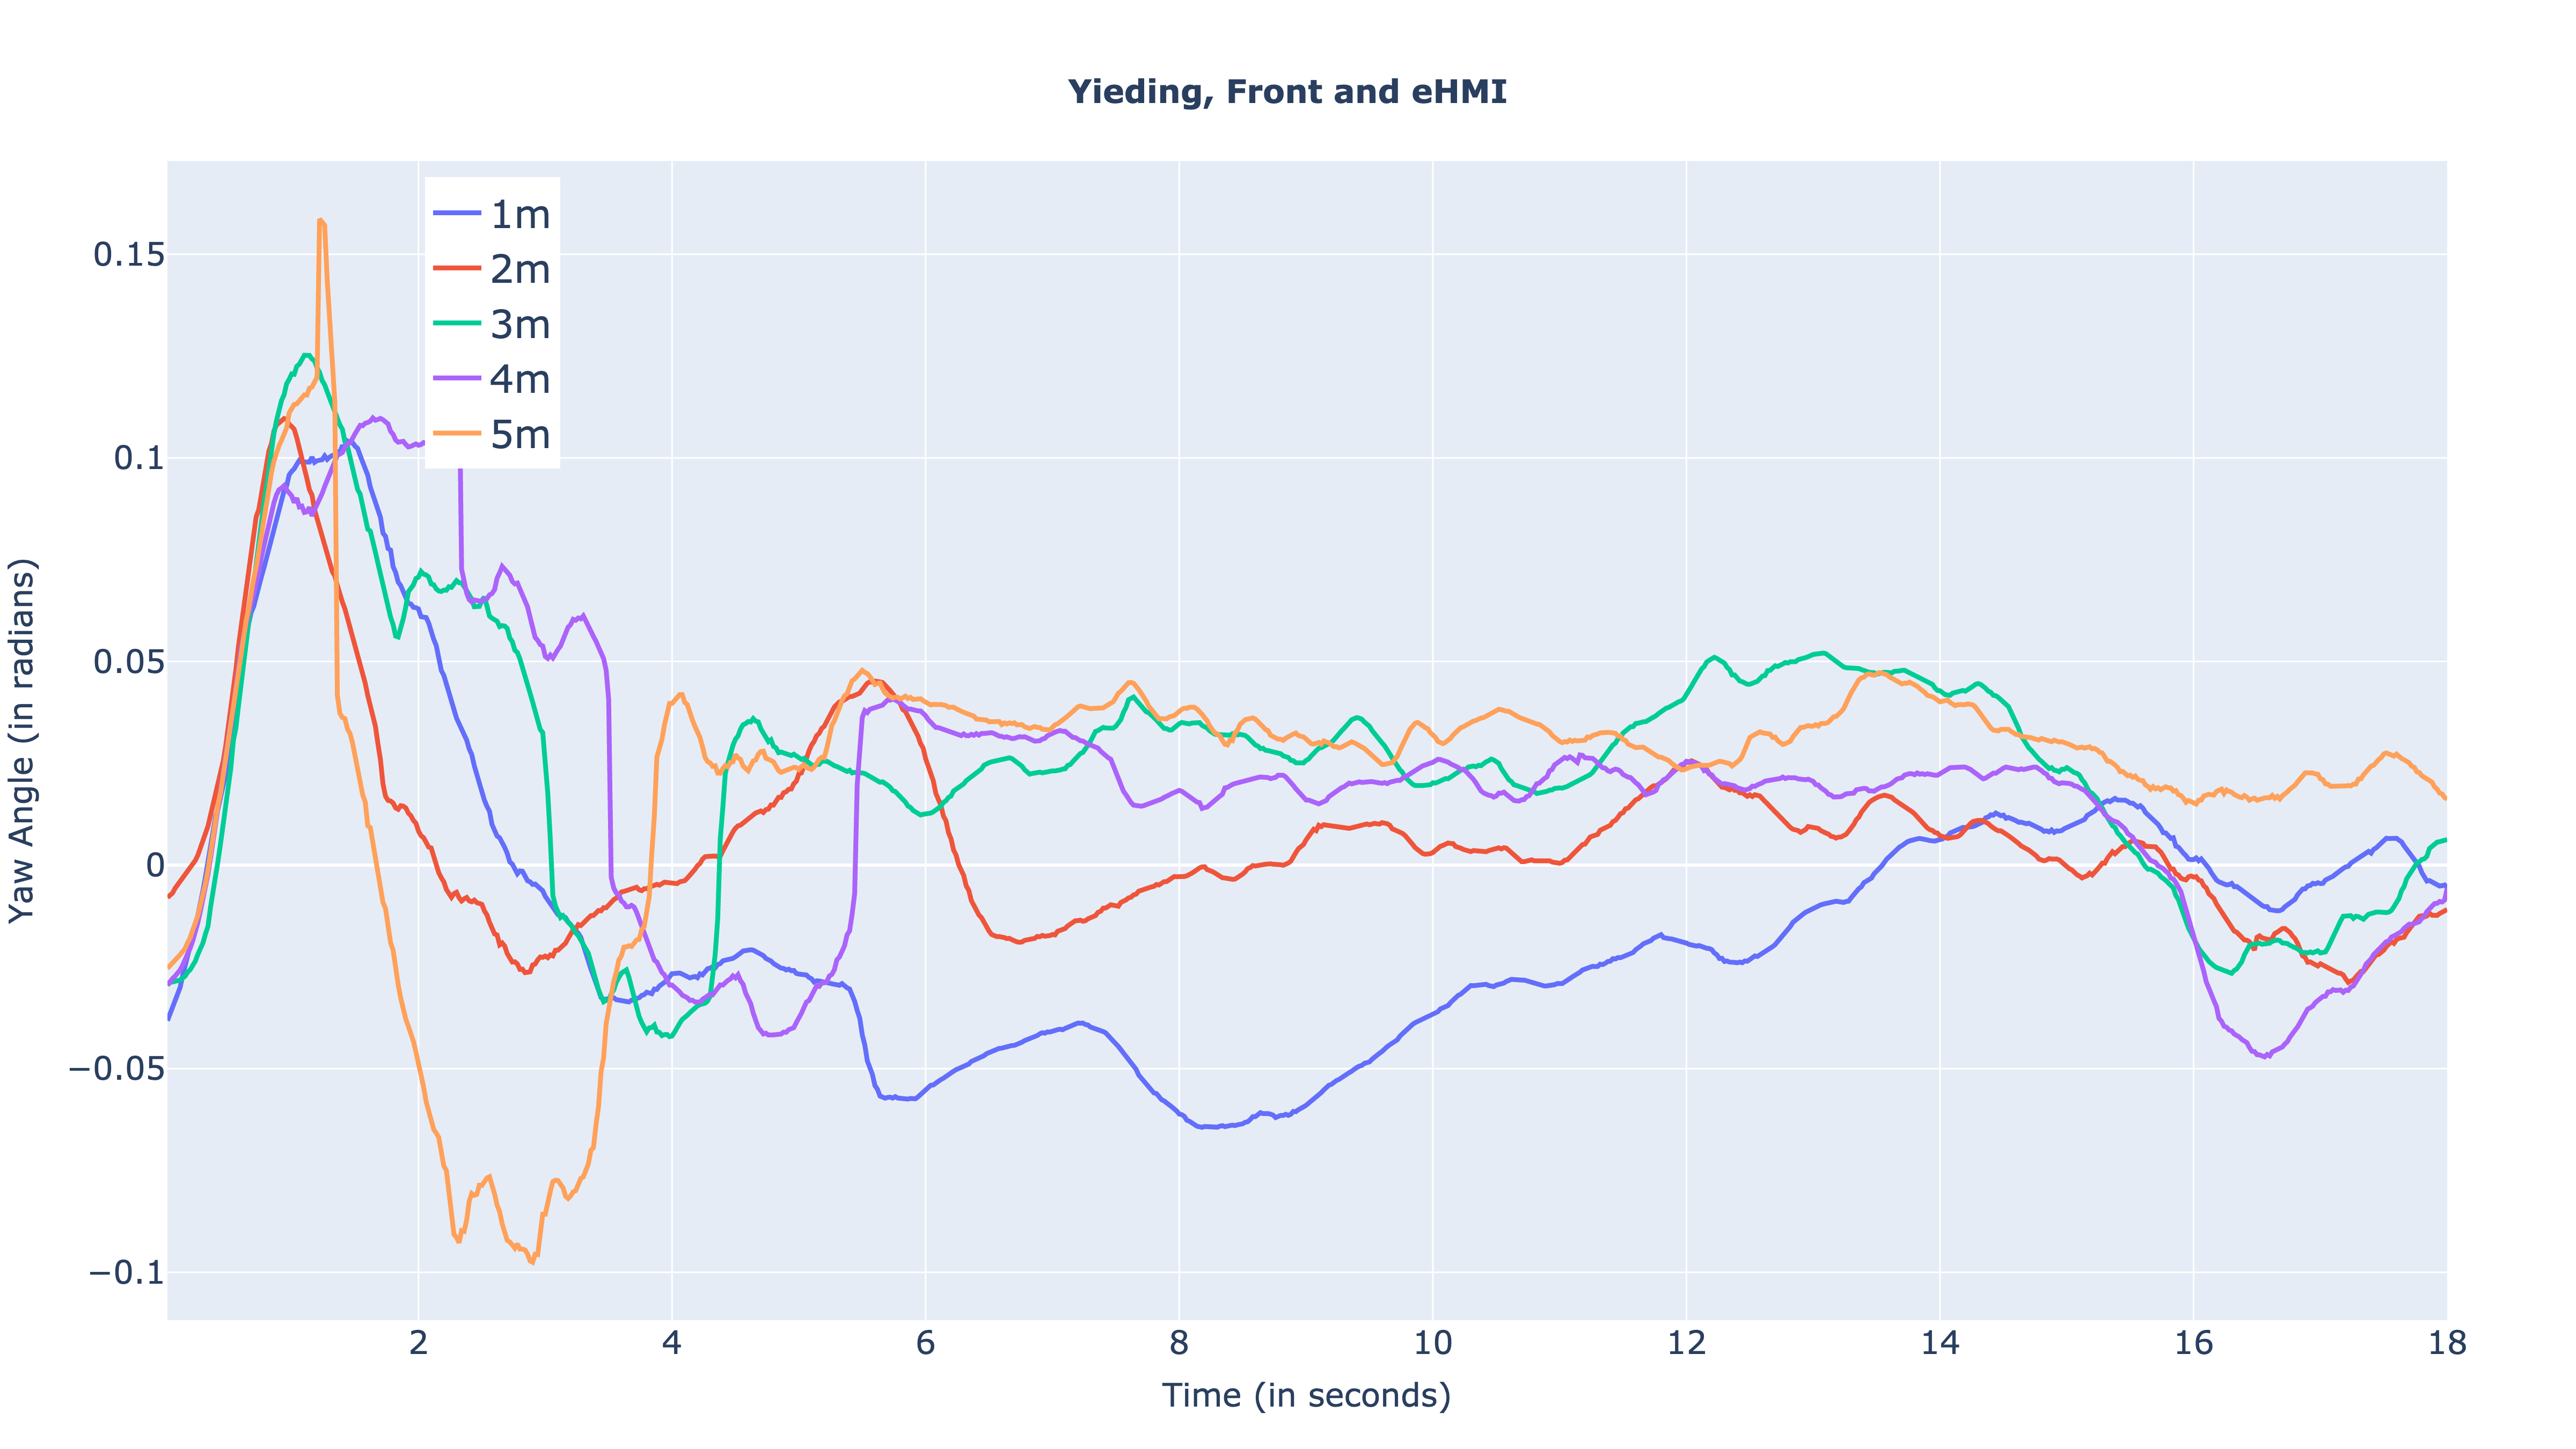 Yieding, Front and eHMI
1m
2m
3m
4m
5m
0.15
0.1
0.05
0
−0.05
−0.1
Yaw Angle (in radians)
2
4
6
8
10
12
14
16
18
Time (in seconds)